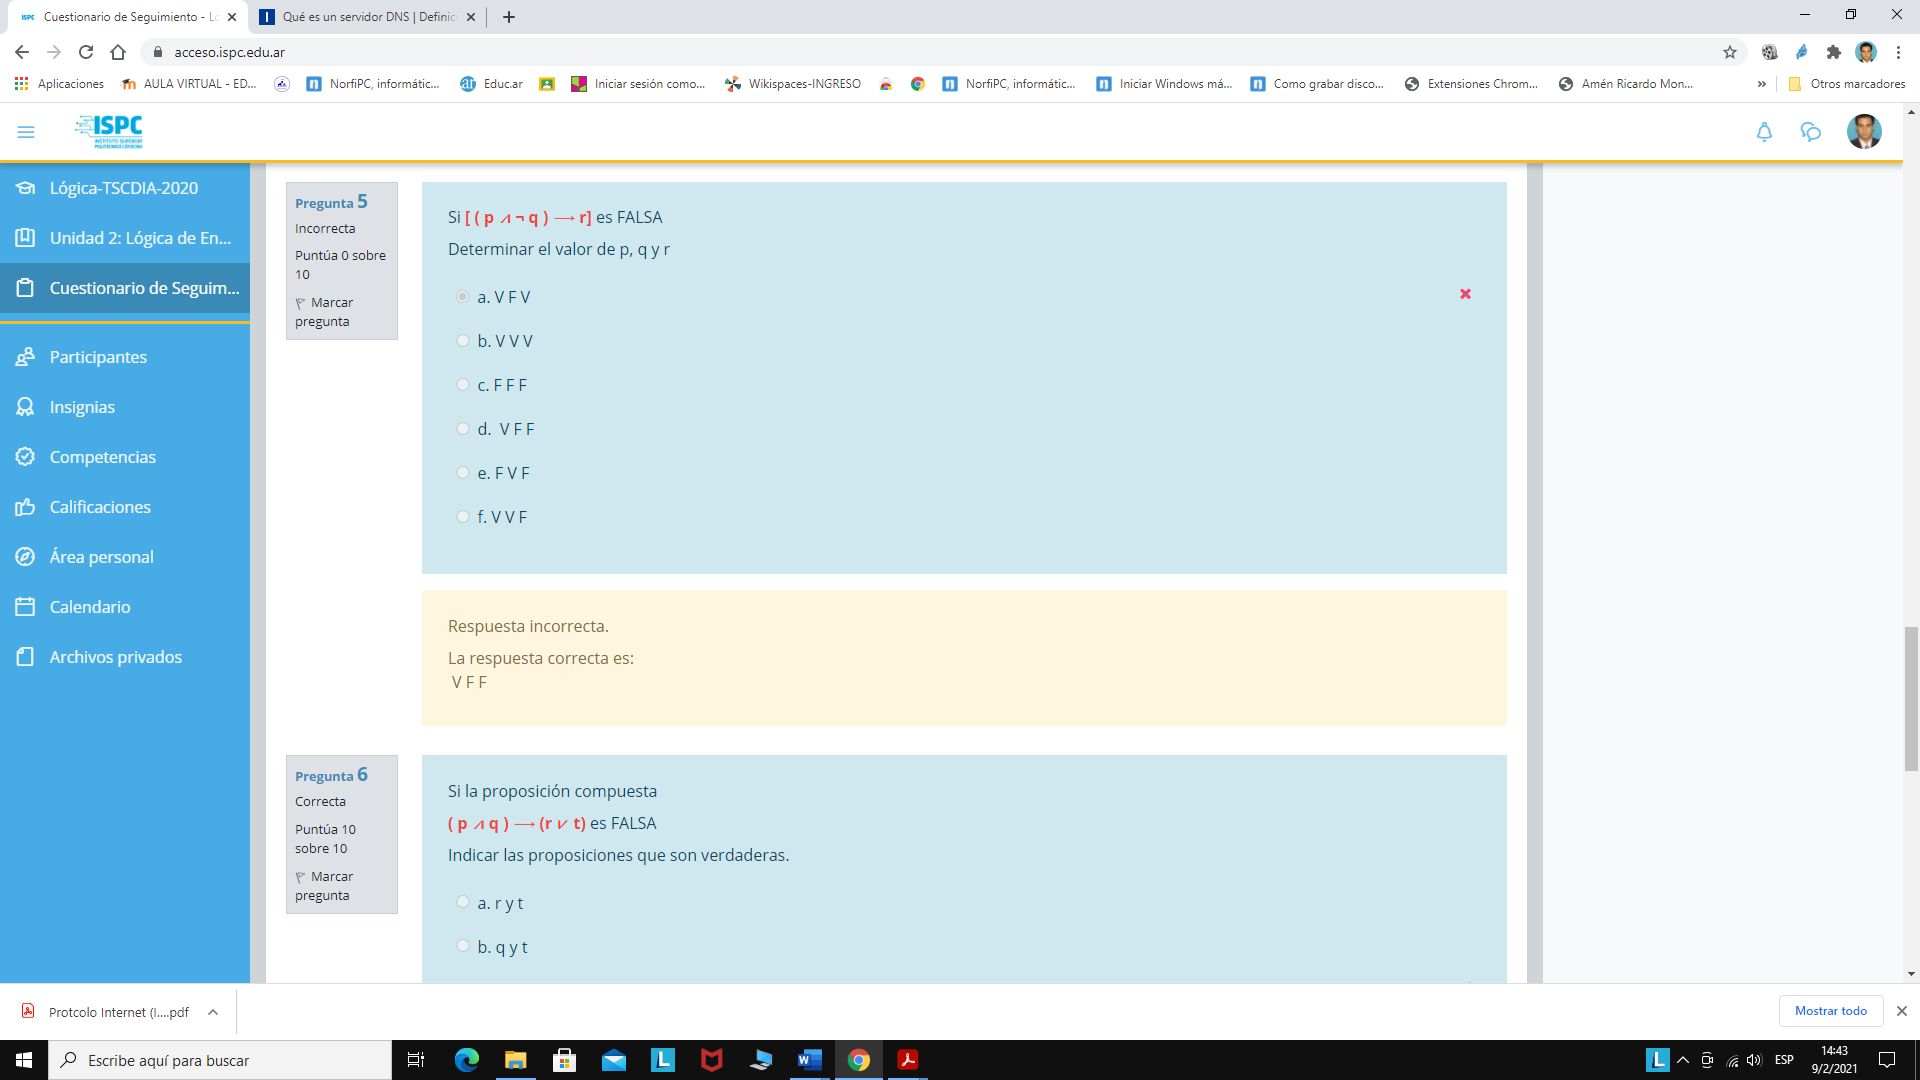 Cuestionario de Seguimiento - Lo
Qué es un servidor DNS | Definic
acceso.ispc.edu.ar
Aplicaciones
AULA VIRTUAL - ED...
NorfiPC, informátic...
Educ.ar
Iniciar sesión como...
Wikispaces-INGRESO
NorfiPC, informátic...
Iniciar Windows má...
Como grabar disco...
Extensiones Chrom...
Amén Ricardo Mon...
»
Otros marcadores
ISPC
INSTITUTO SUPERIOR
POLITÉCNICO CÓRDOBA
Lógica-TSCDIA-2020
Unidad 2: Lógica de En...
Cuestionario de Seguim...
Participantes
Insignias
Competencias
Calificaciones
Área personal
Calendario
Archivos privados
Pregunta 5
Incorrecta
Puntúa 0 sobre
10
Marcar
pregunta
Si [ ( p ∧ ¬ q ) ⟶ r] es FALSA
Determinar el valor de p, q y r
a. V F V
b. V V V
c. F F F
d. V F F
e. F V F
f. V V F
Respuesta incorrecta.
La respuesta correcta es:
V F F
Pregunta 6
Correcta
Puntúa 10
sobre 10
Marcar
pregunta
Si la proposición compuesta
( p ∧ q ) ⟶ (r ∨ t) es FALSA
Indicar las proposiciones que son verdaderas.
a. r y t
b. q y t
Protcolo Internet (I....pdf
Mostrar todo
Escribe aquí para buscar
ESP
14:43
9/2/2021